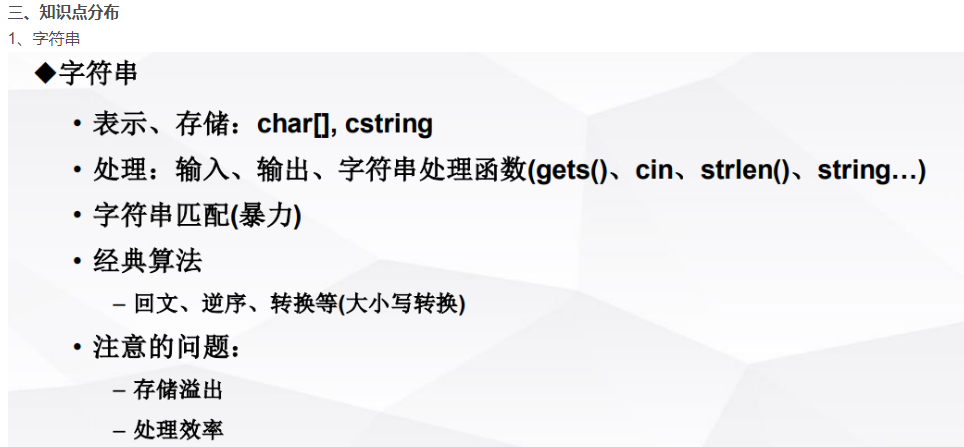 三、知识点分布
1、字符串
◆字符串
• 表示、存储：char[], cstring
• 处理：输入、输出、字符串处理函数(gets()、cin、strlen()、string…)
• 字符串匹配(暴力)
• 经典算法
– 回文、逆序、转换等(大小写转换)
• 注意的问题：
– 存储溢出
– 处理效率